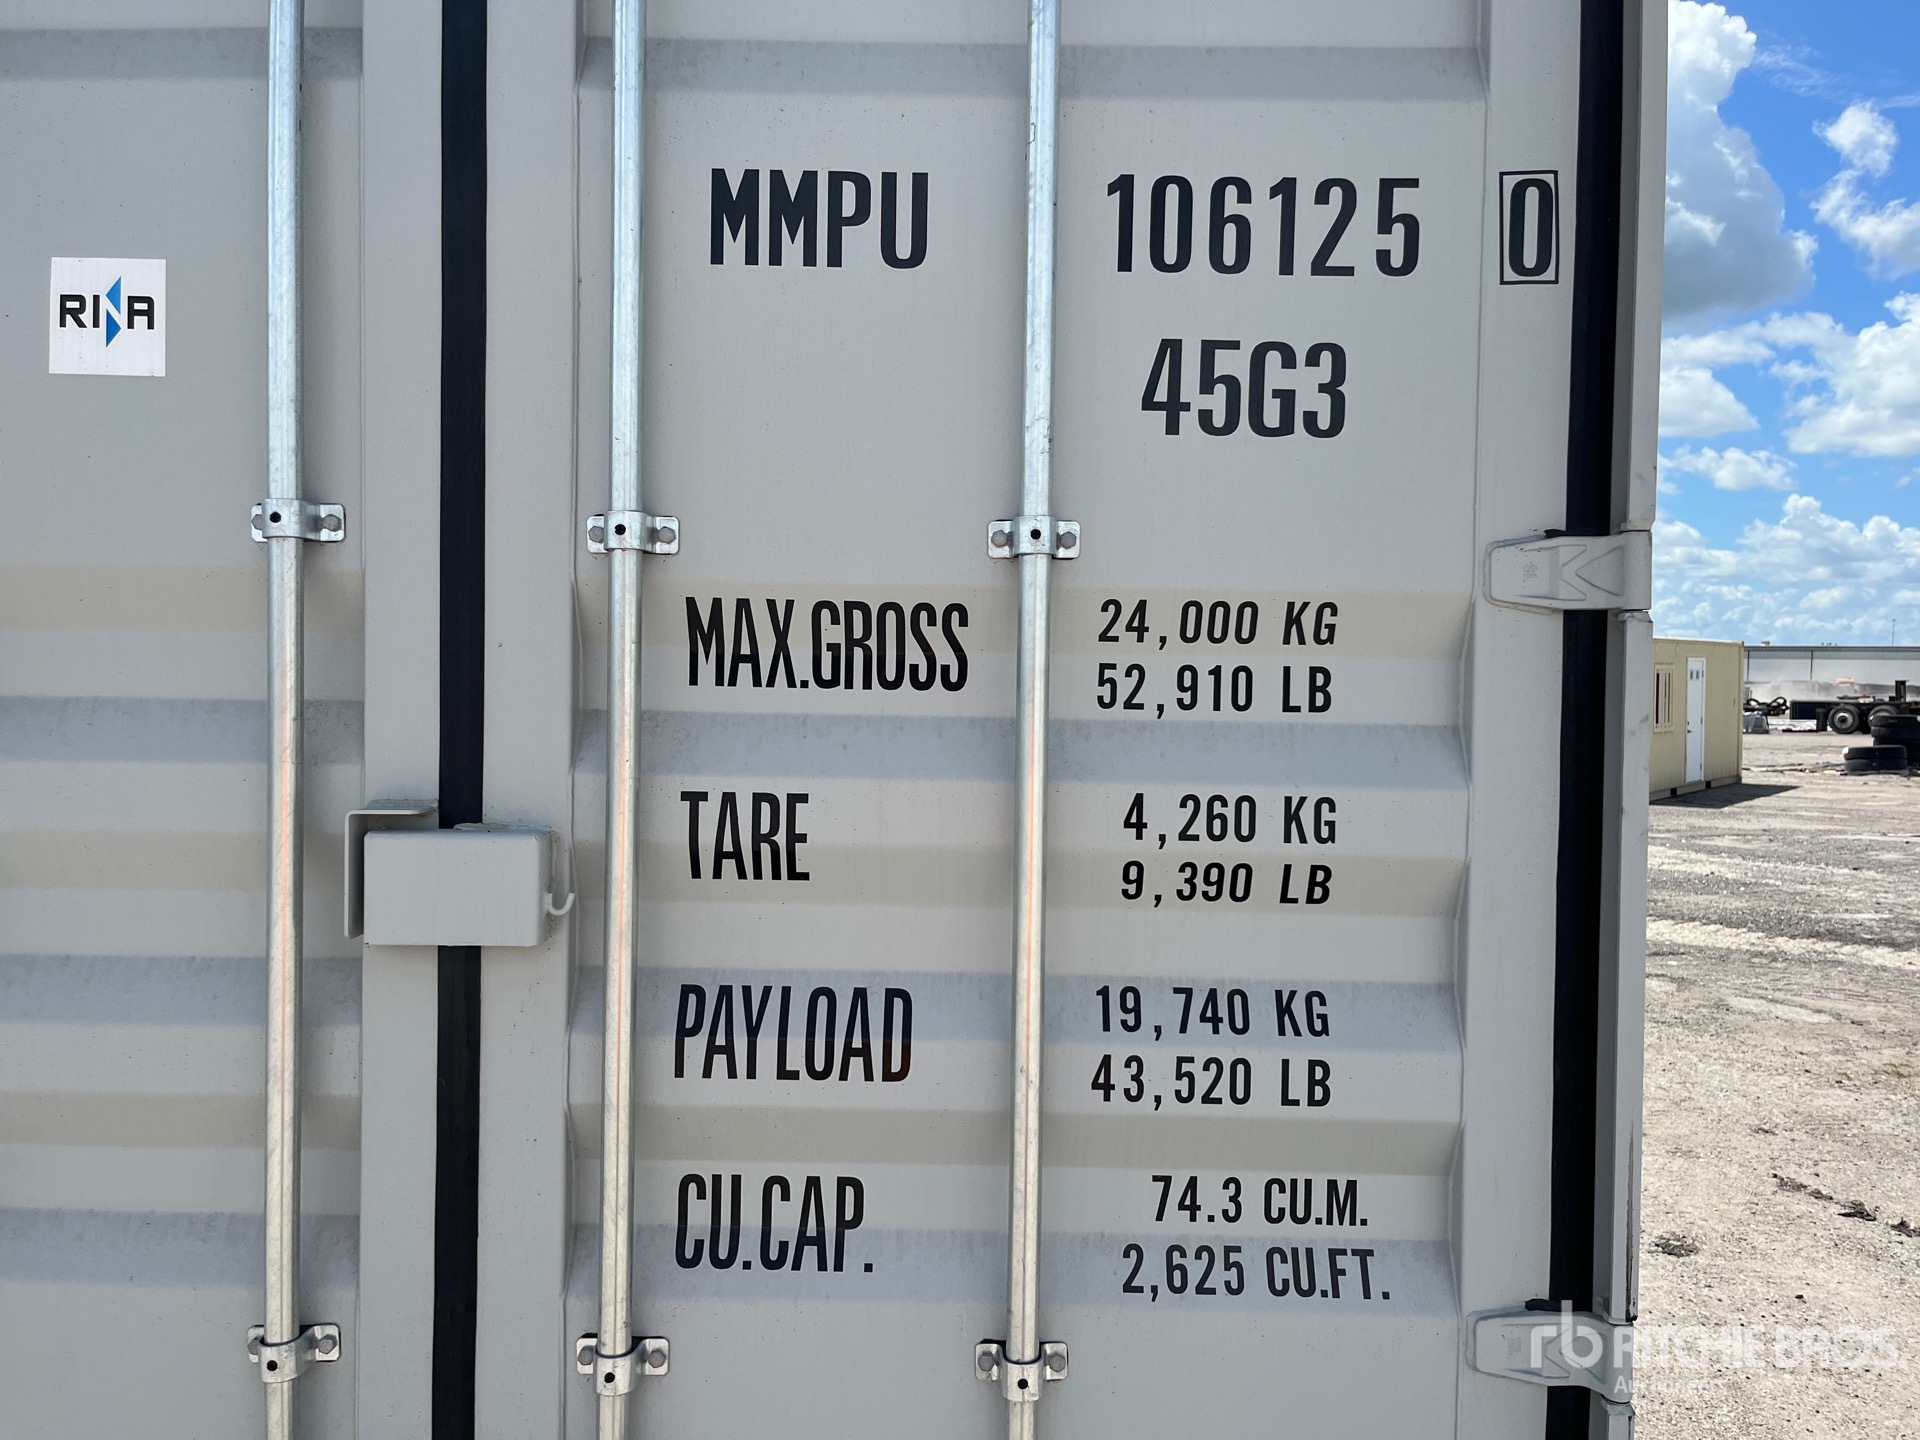 MMPU 106125 0
45G3
RINA
MAX.GROSS 24,000 KG
52,910 LB
TARE 4,260 KG
9,390 LB
PAYLOAD 19,740 KG
43,520 LB
CU.CAP. 74.3 CU.M.
2,625 CU.FT.
rb RITCHIE BROS.
Auctioneers